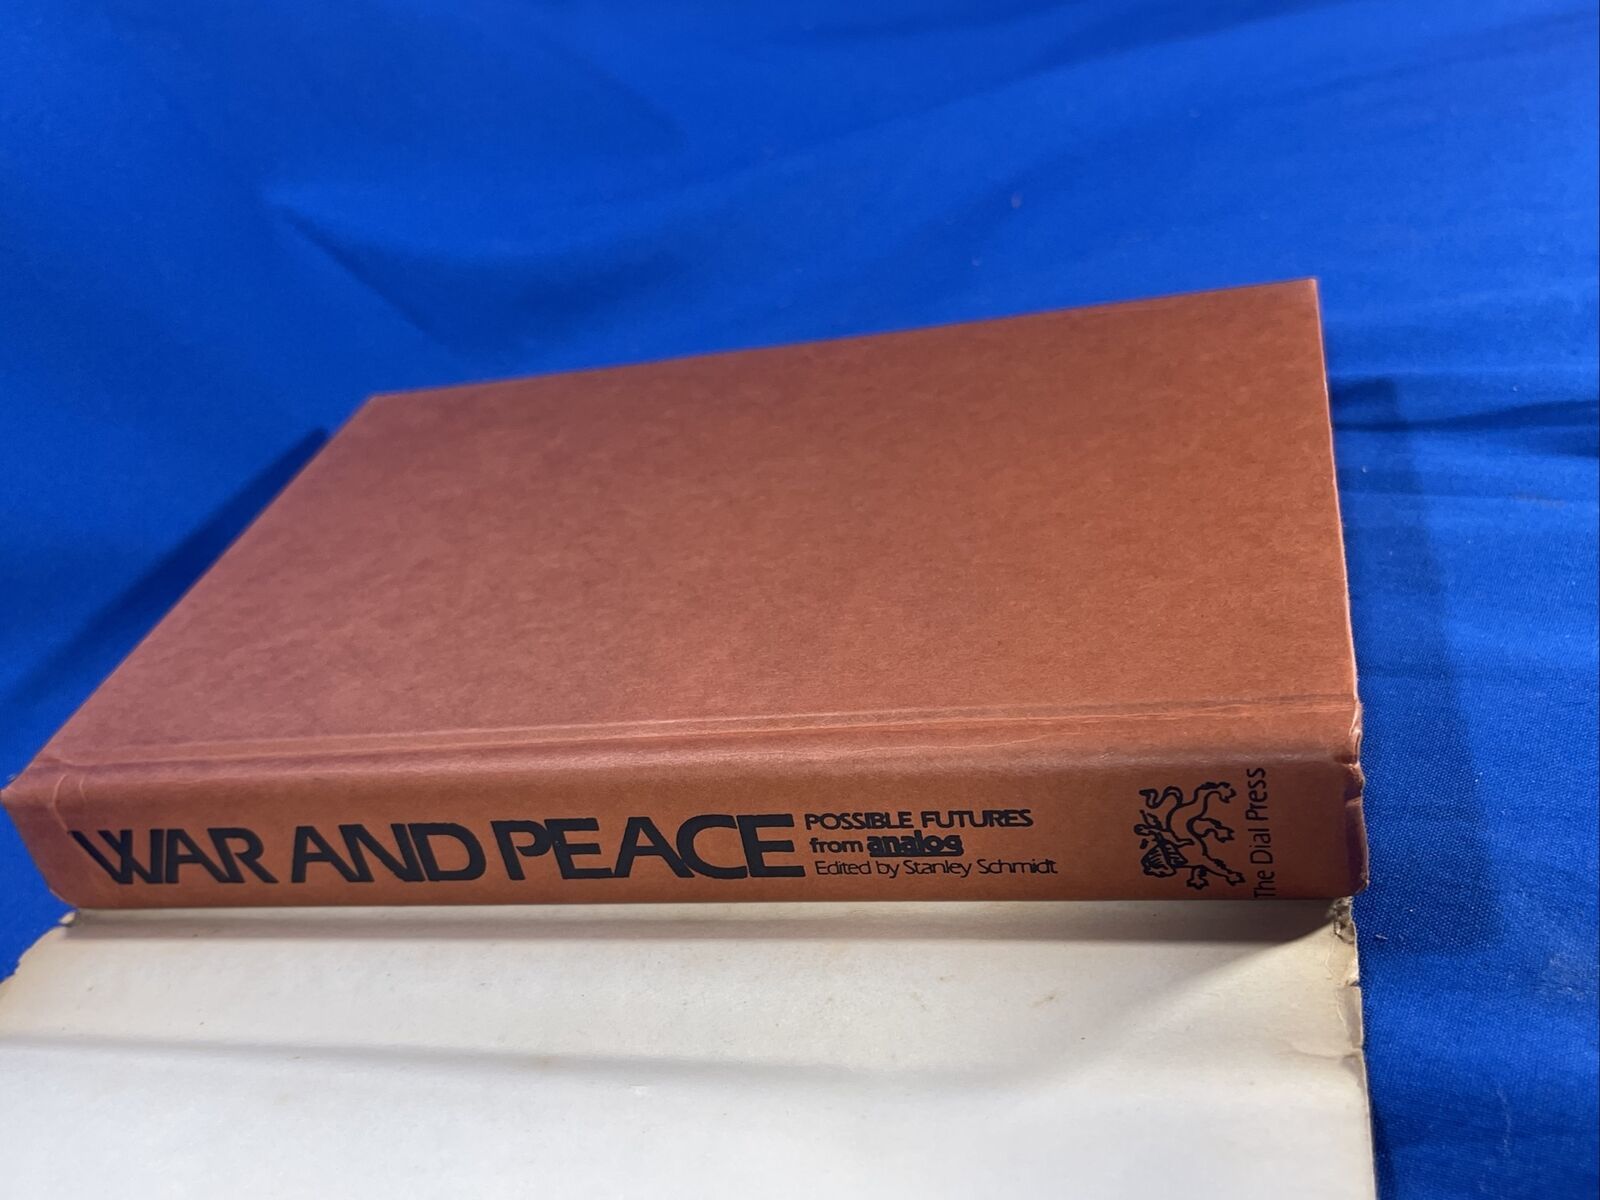 WAR AND PEACE
POSSIBLE FUTURES
from analog
Edited by Stanley Schmidt
The Dial Press